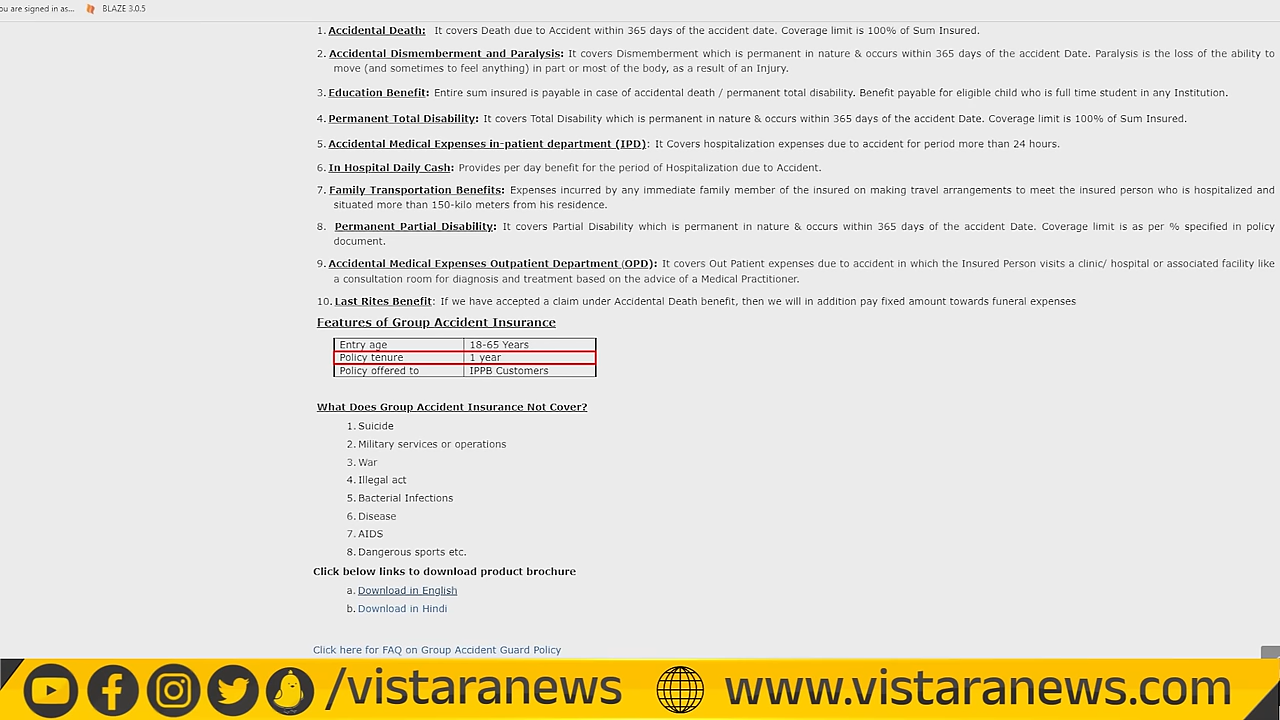 ou are signed in as... BLAZE 3.0.5
1. Accidental Death: It covers Death due to Accident within 365 days of the accident date. Coverage limit is 100% of Sum Insured.
2. Accidental Dismemberment and Paralysis: It covers Dismemberment which is permanent in nature & occurs within 365 days of the accident Date. Paralysis is the loss of the ability to
move (and sometimes to feel anything) in part or most of the body, as a result of an Injury.
3. Education Benefit: Entire sum insured is payable in case of accidental death / permanent total disability. Benefit payable for eligible child who is full time student in any Institution.
4. Permanent Total Disability: It covers Total Disability which is permanent in nature & occurs within 365 days of the accident Date. Coverage limit is 100% of Sum Insured.
5. Accidental Medical Expenses in-patient department (IPD): It Covers hospitalization expenses due to accident for period more than 24 hours.
6. In Hospital Daily Cash: Provides per day benefit for the period of Hospitalization due to Accident.
7. Family Transportation Benefits: Expenses incurred by any immediate family member of the insured on making travel arrangements to meet the insured person who is hospitalized and
situated more than 150-kilo meters from his residence.
8. Permanent Partial Disability: It covers Partial Disability which is permanent in nature & occurs within 365 days of the accident Date. Coverage limit is as per % specified in policy
document.
9. Accidental Medical Expenses Outpatient Department (OPD): It covers Out Patient expenses due to accident in which the Insured Person visits a clinic/ hospital or associated facility like
a consultation room for diagnosis and treatment based on the advice of a Medical Practitioner.
10. Last Rites Benefit: If we have accepted a claim under Accidental Death benefit, then we will in addition pay fixed amount towards funeral expenses
Features of Group Accident Insurance
Entry age 18-65 Years
Policy tenure 1 year
Policy offered to IPPB Customers
What Does Group Accident Insurance Not Cover?
1. Suicide
2. Military services or operations
3. War
4. Illegal act
5. Bacterial Infections
6. Disease
7. AIDS
8. Dangerous sports etc.
Click below links to download product brochure
a. Download in English
b. Download in Hindi
Click here for FAQ on Group Accident Guard Policy
/vistaranews www.vistaranews.com